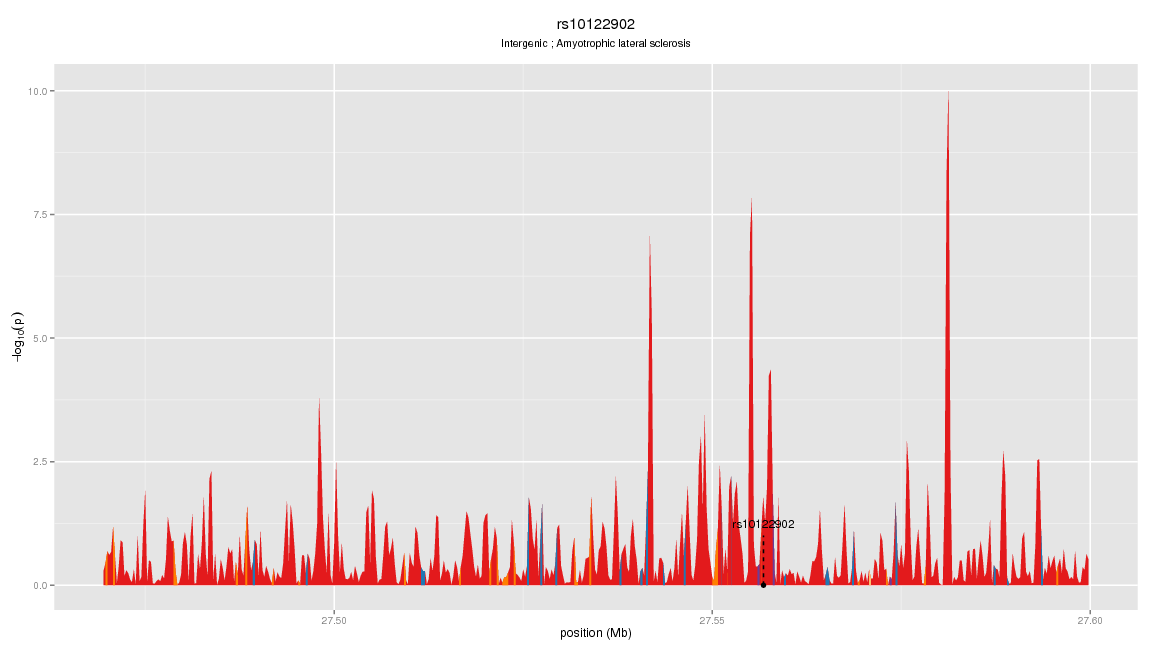 rs10122902
Intergenic ; Amyotrophic lateral sclerosis
10.0
7.5
5.0
2.5
0.0
−log10(p)
rs10122902
27.50
27.55
27.60
position (Mb)